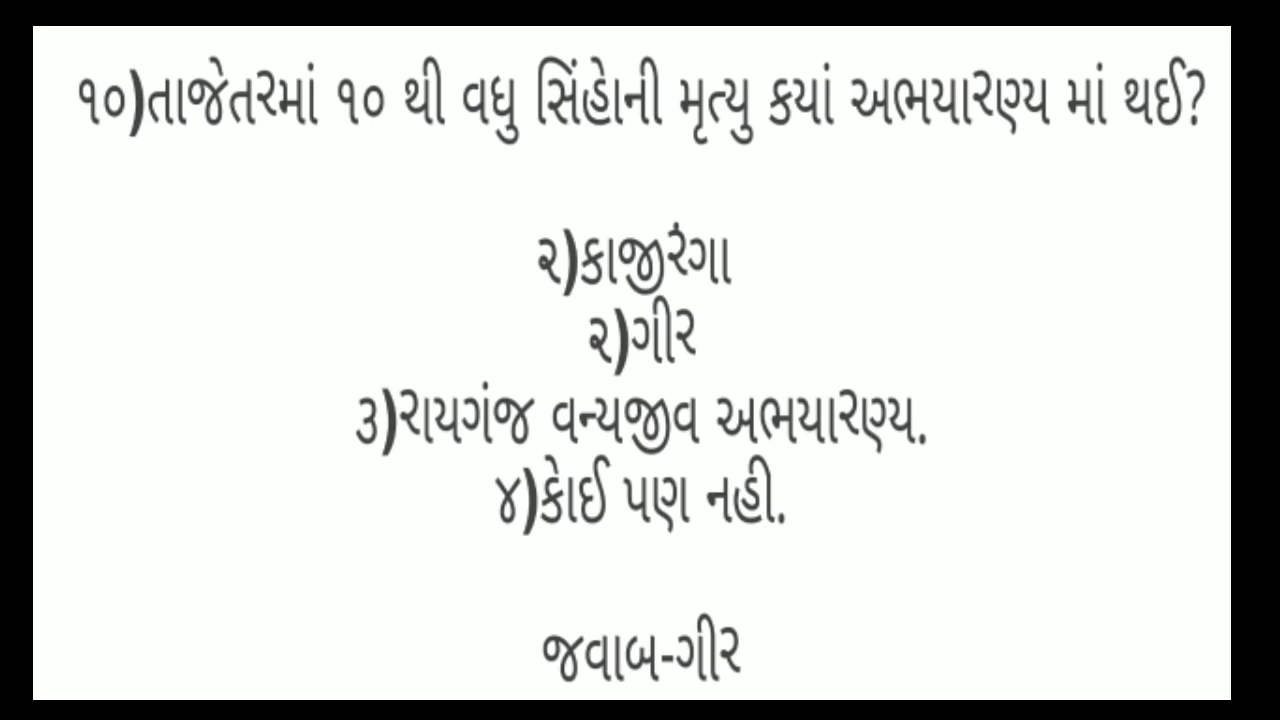 ૧૦)તાજેતરમાં ૧૦ થી વધુ સિંહોની મૃત્યુ કયાં અભયારણ્ય માં થઈ?
૨)કાજીરંગા
૨)ગીર
૩)રાયગંજ વન્યજીવ અભયારણ્ય.
૪)કોઈ પણ નહી.
જવાબ-ગીર